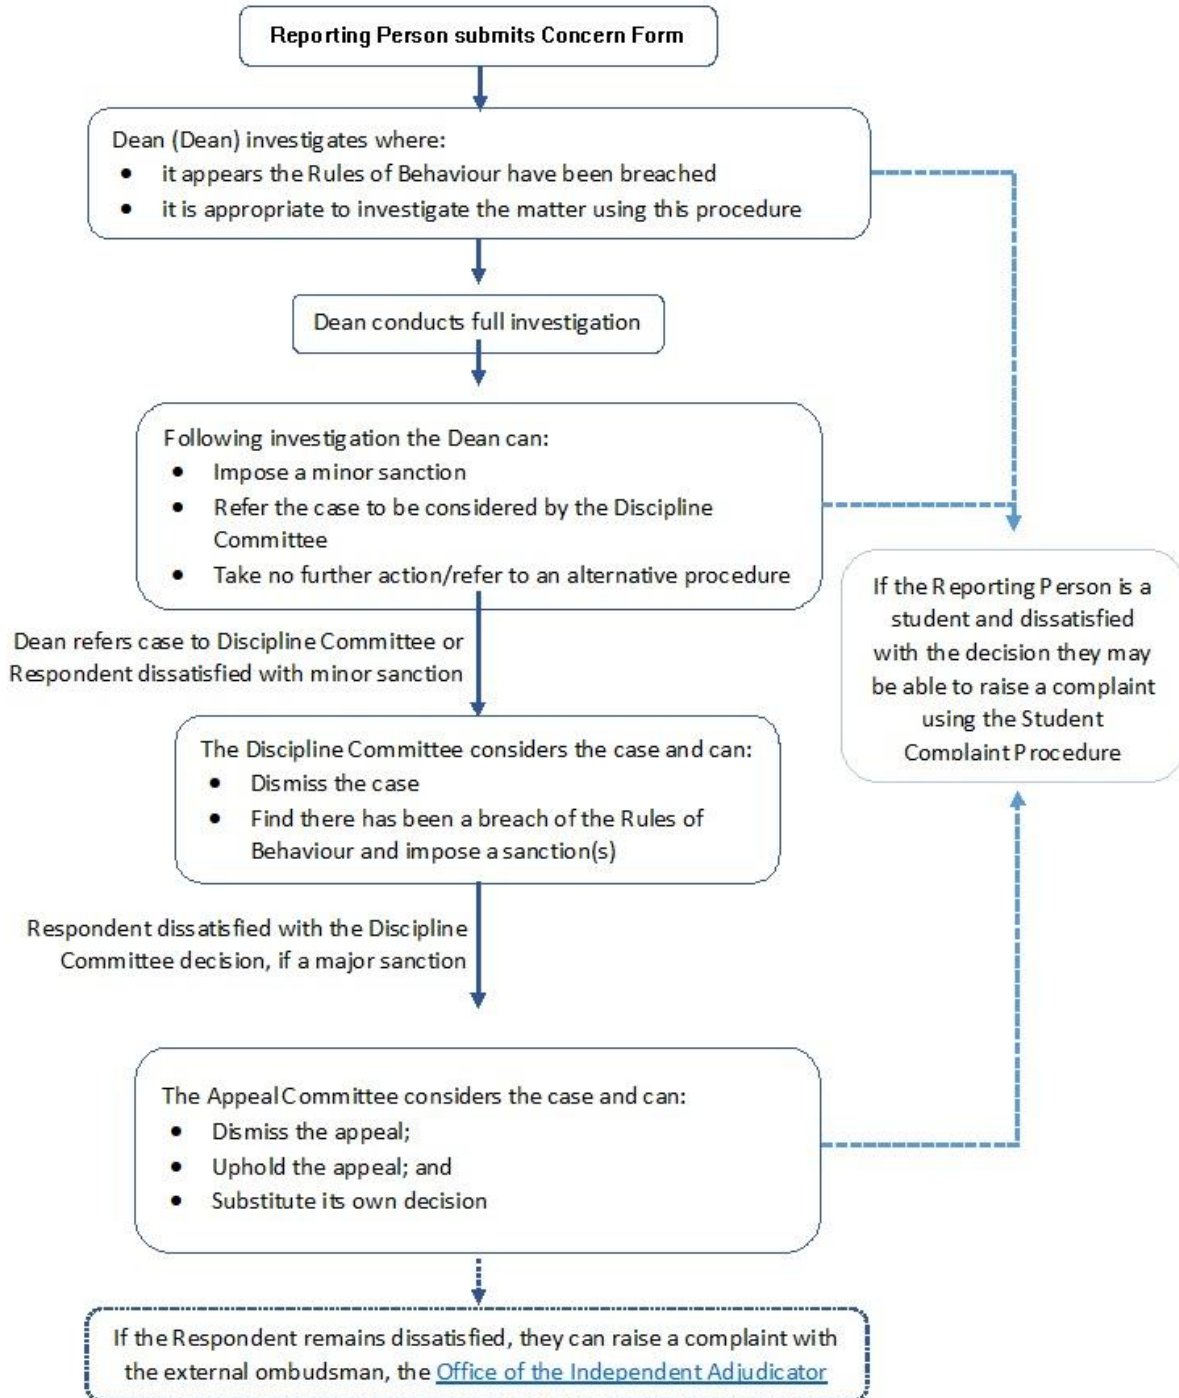 Reporting Person submits Concern Form
Dean (Dean) investigates where:
• it appears the Rules of Behaviour have been breached
• it is appropriate to investigate the matter using this procedure
Dean conducts full investigation
Following investigation the Dean can:
• Impose a minor sanction
• Refer the case to be considered by the Discipline
Committee
• Take no further action/refer to an alternative procedure
If the Reporting Person is a
student and dissatisfied
with the decision they may
be able to raise a complaint
using the Student
Complaint Procedure
Dean refers case to Discipline Committee or
Respondent dissatisfied with minor sanction
The Discipline Committee considers the case and can:
• Dismiss the case
• Find there has been a breach of the Rules of
Behaviour and impose a sanction(s)
Respondent dissatisfied with the Discipline
Committee decision, if a major sanction
The Appeal Committee considers the case and can:
• Dismiss the appeal;
• Uphold the appeal; and
• Substitute its own decision
If the Respondent remains dissatisfied, they can raise a complaint with
the external ombudsman, the Office of the Independent Adjudicator